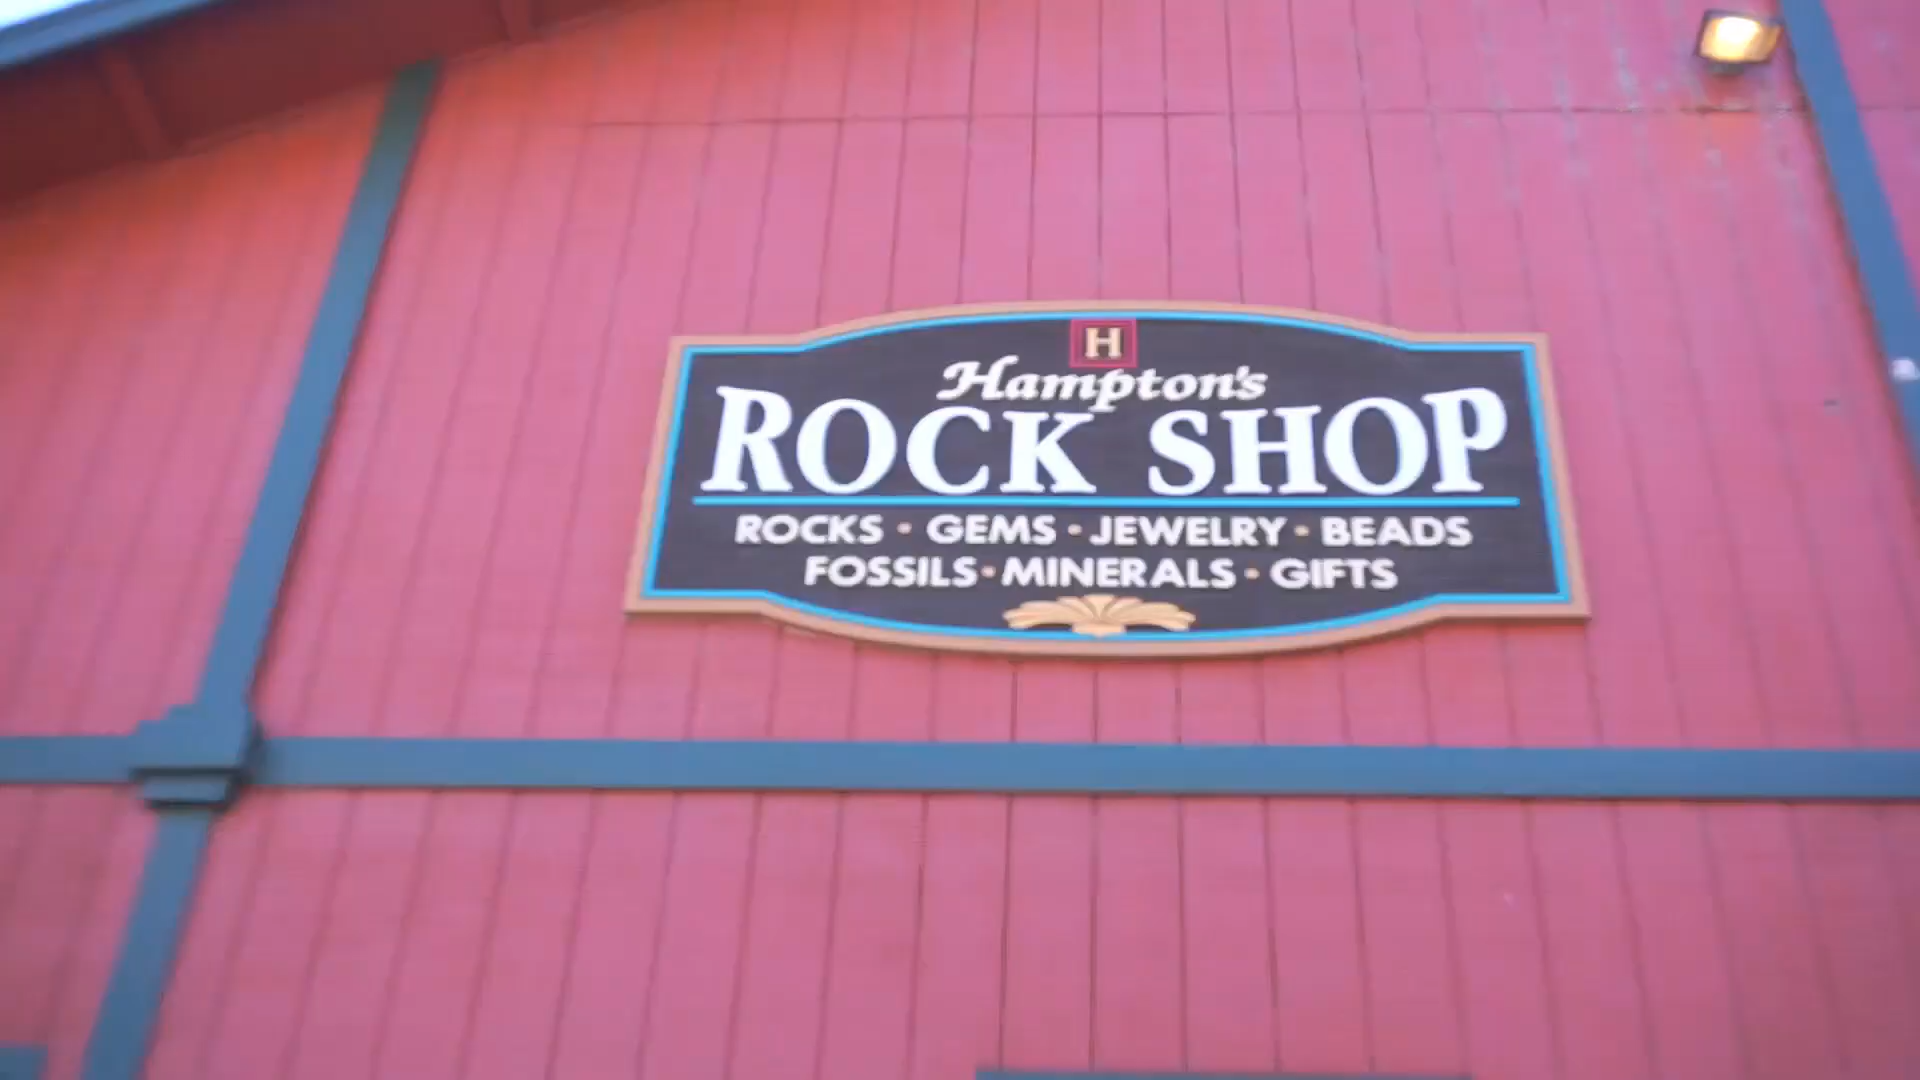 H
Hampton's
ROCK SHOP
ROCKS • GEMS • JEWELRY • BEADS
FOSSILS • MINERALS • GIFTS